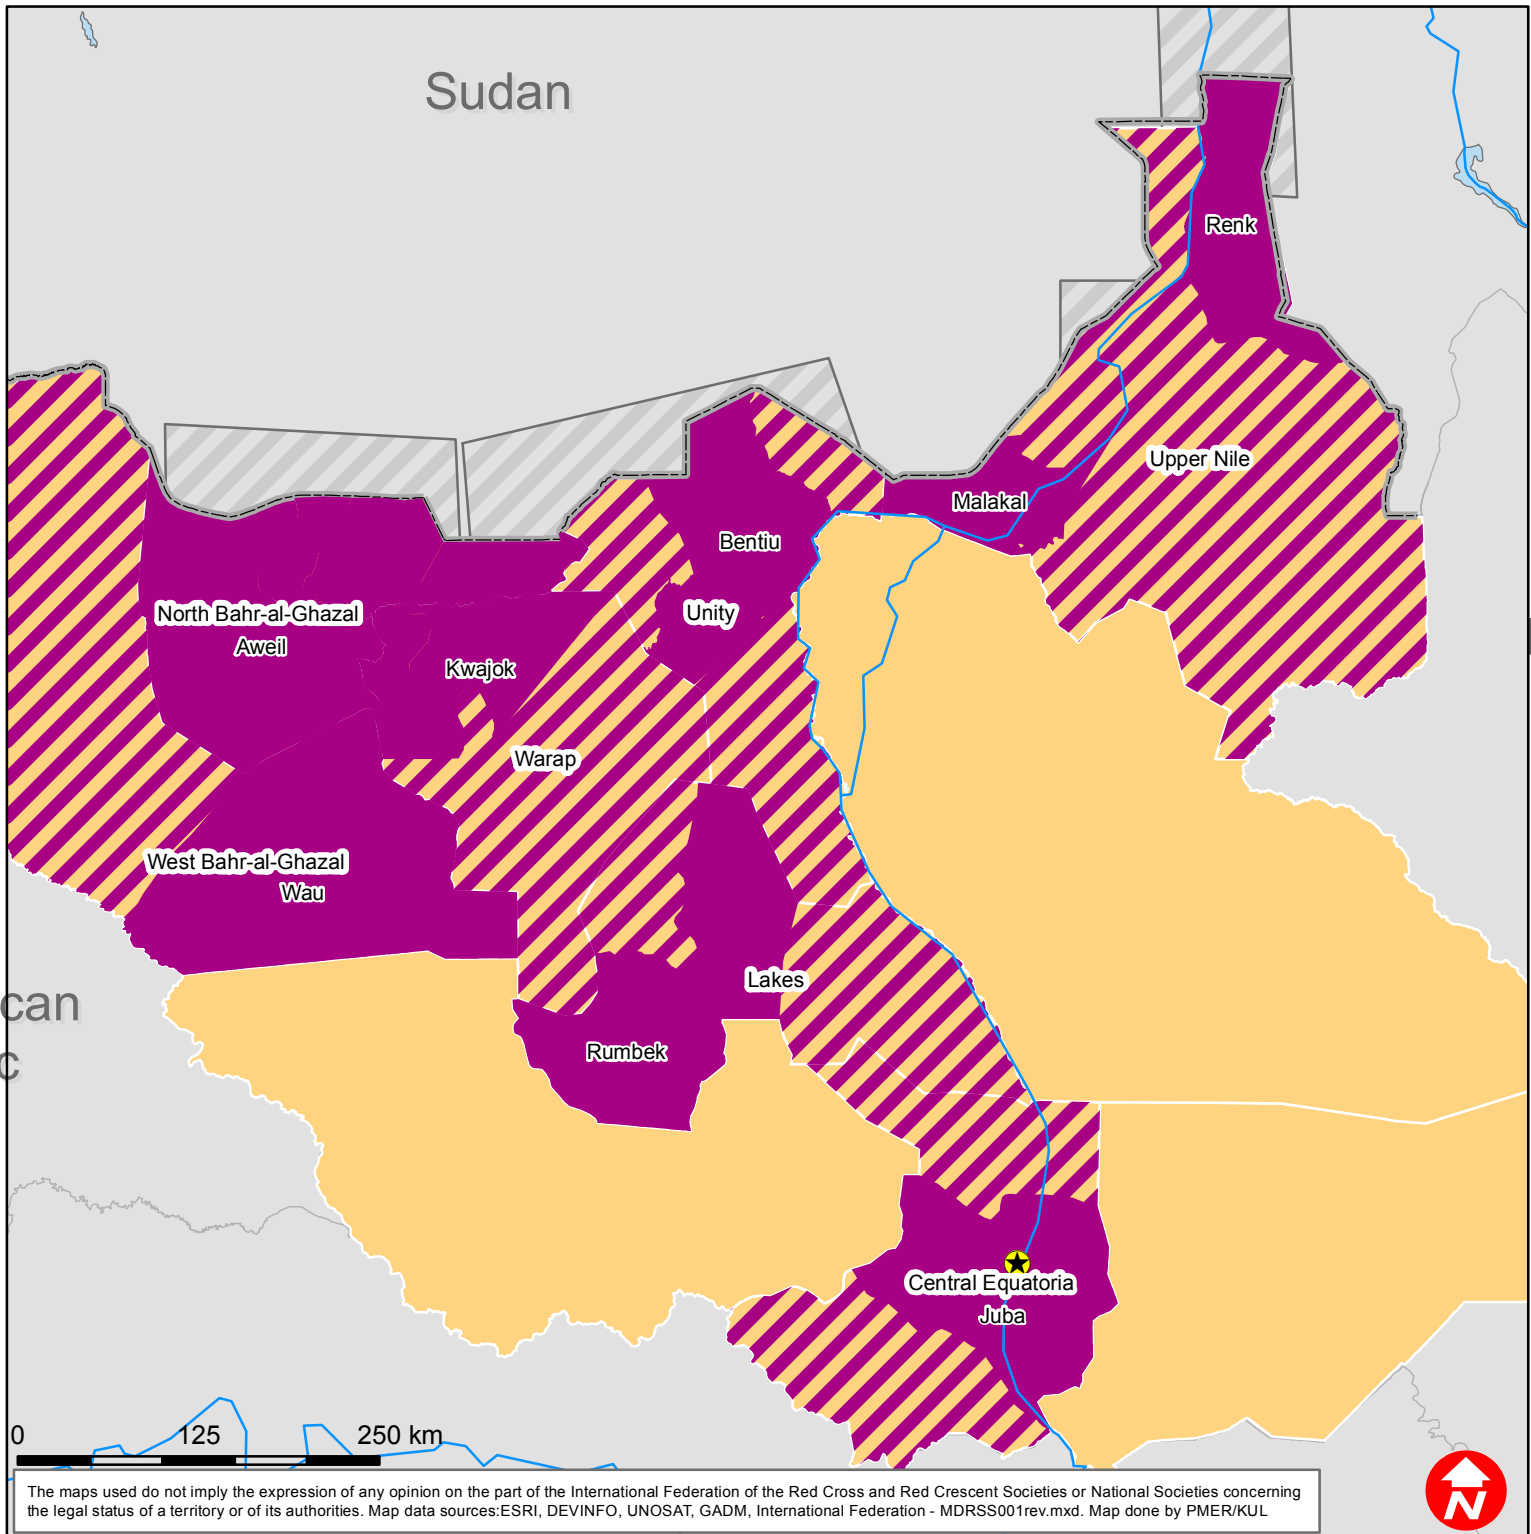 Sudan
Renk
Upper Nile
Malakal
Bentiu
Unity
North Bahr-al-Ghazal
Aweil
Kwajok
Warap
West Bahr-al-Ghazal
Wau
Lakes
can
c
Rumbek
Central Equatoria
Juba
0 125 250 km
The maps used do not imply the expression of any opinion on the part of the International Federation of the Red Cross and Red Crescent Societies or National Societies concerning
the legal status of a territory or of its authorities. Map data sources:ESRI, DEVINFO, UNOSAT, GADM, International Federation - MDRSS001rev.mxd. Map done by PMER/KUL
N